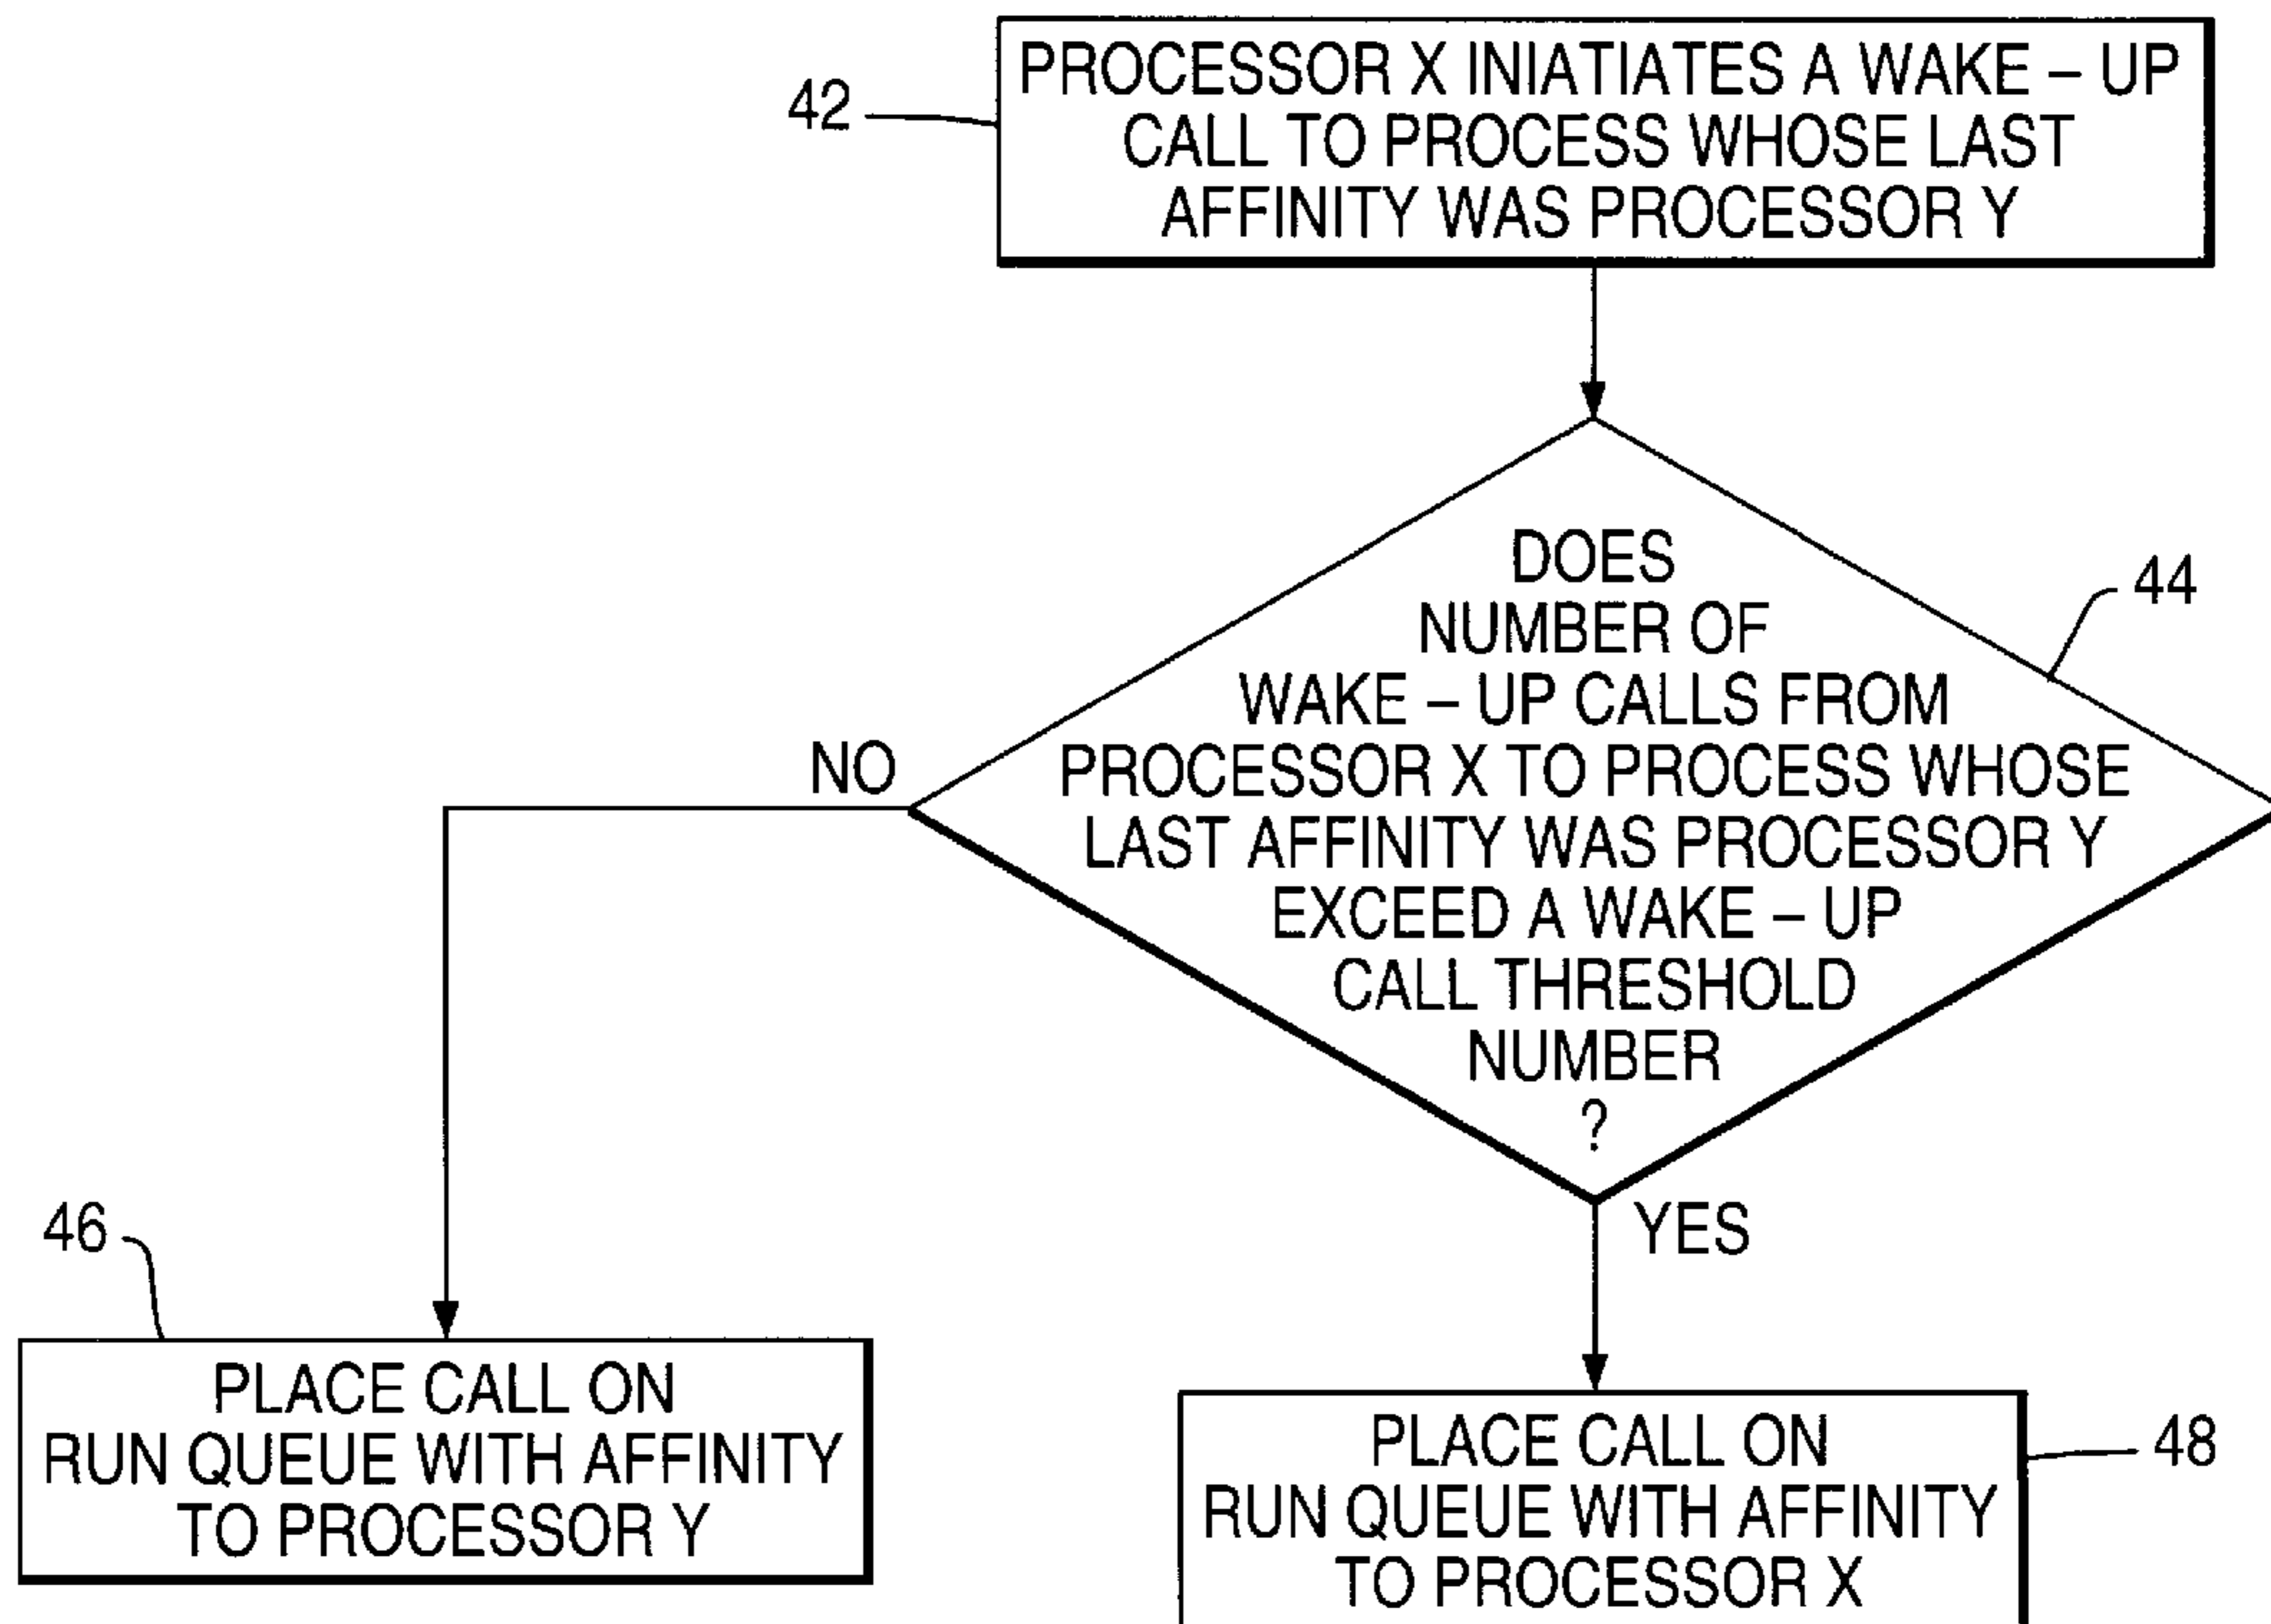 PROCESSOR X INIATIATES A WAKE – UP
CALL TO PROCESS WHOSE LAST
AFFINITY WAS PROCESSOR Y
42
DOES
NUMBER OF
WAKE – UP CALLS FROM
PROCESSOR X TO PROCESS WHOSE
LAST AFFINITY WAS PROCESSOR Y
EXCEED A WAKE – UP
CALL THRESHOLD
NUMBER
?
44
NO
YES
46
PLACE CALL ON
RUN QUEUE WITH AFFINITY
TO PROCESSOR Y
PLACE CALL ON
RUN QUEUE WITH AFFINITY
TO PROCESSOR X
48